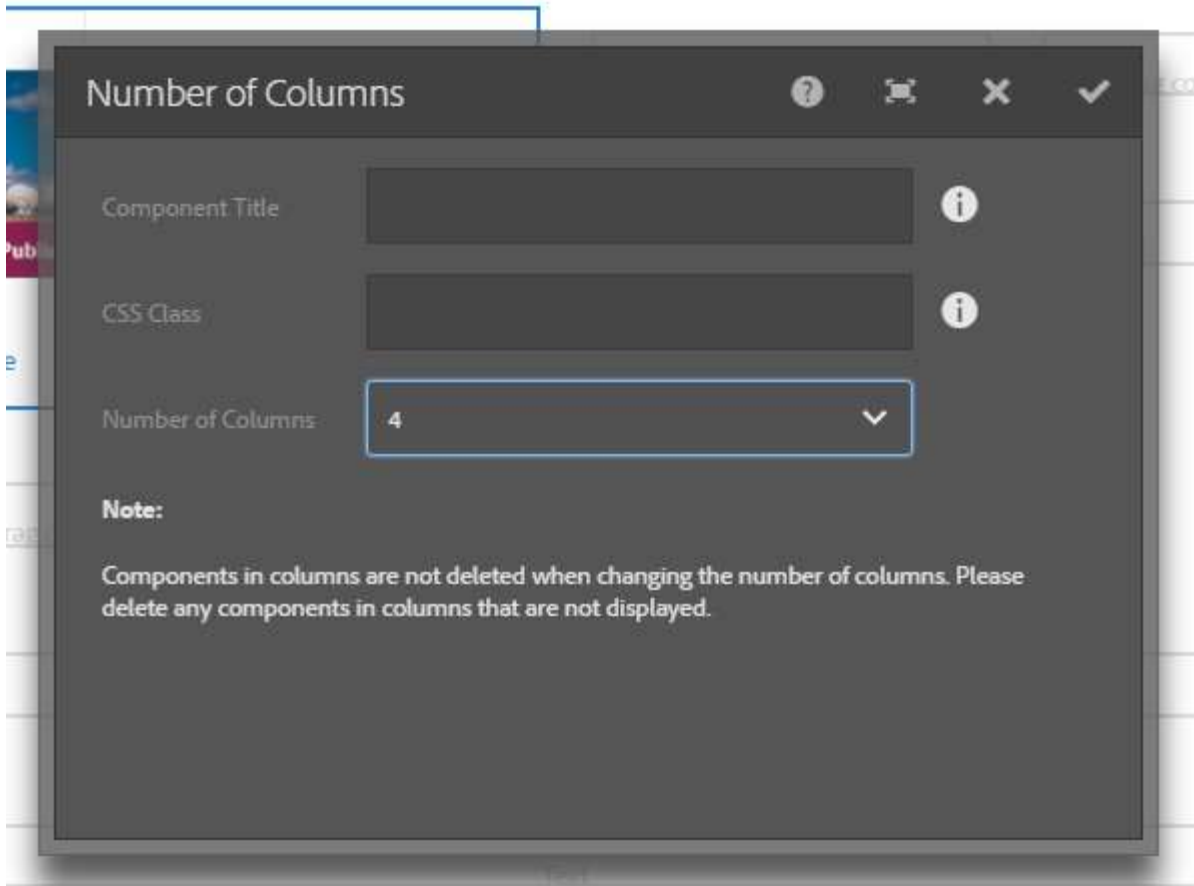 Number of Columns
Component Title
CSS Class
Number of Columns
4
Note:
Components in columns are not deleted when changing the number of columns. Please
delete any components in columns that are not displayed.